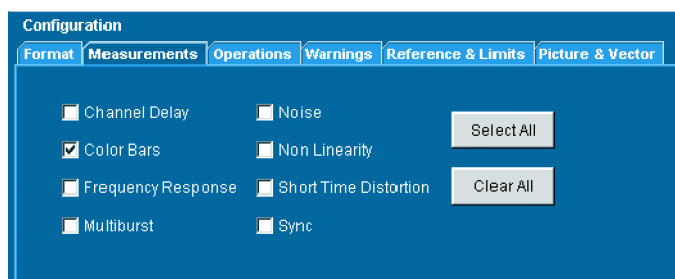 Configuration
Format Measurements Operations Warnings Reference & Limits Picture & Vector
Channel Delay Noise
Select All
Color Bars Non Linearity
Frequency Response Short Time Distortion Clear All
Multiburst Sync